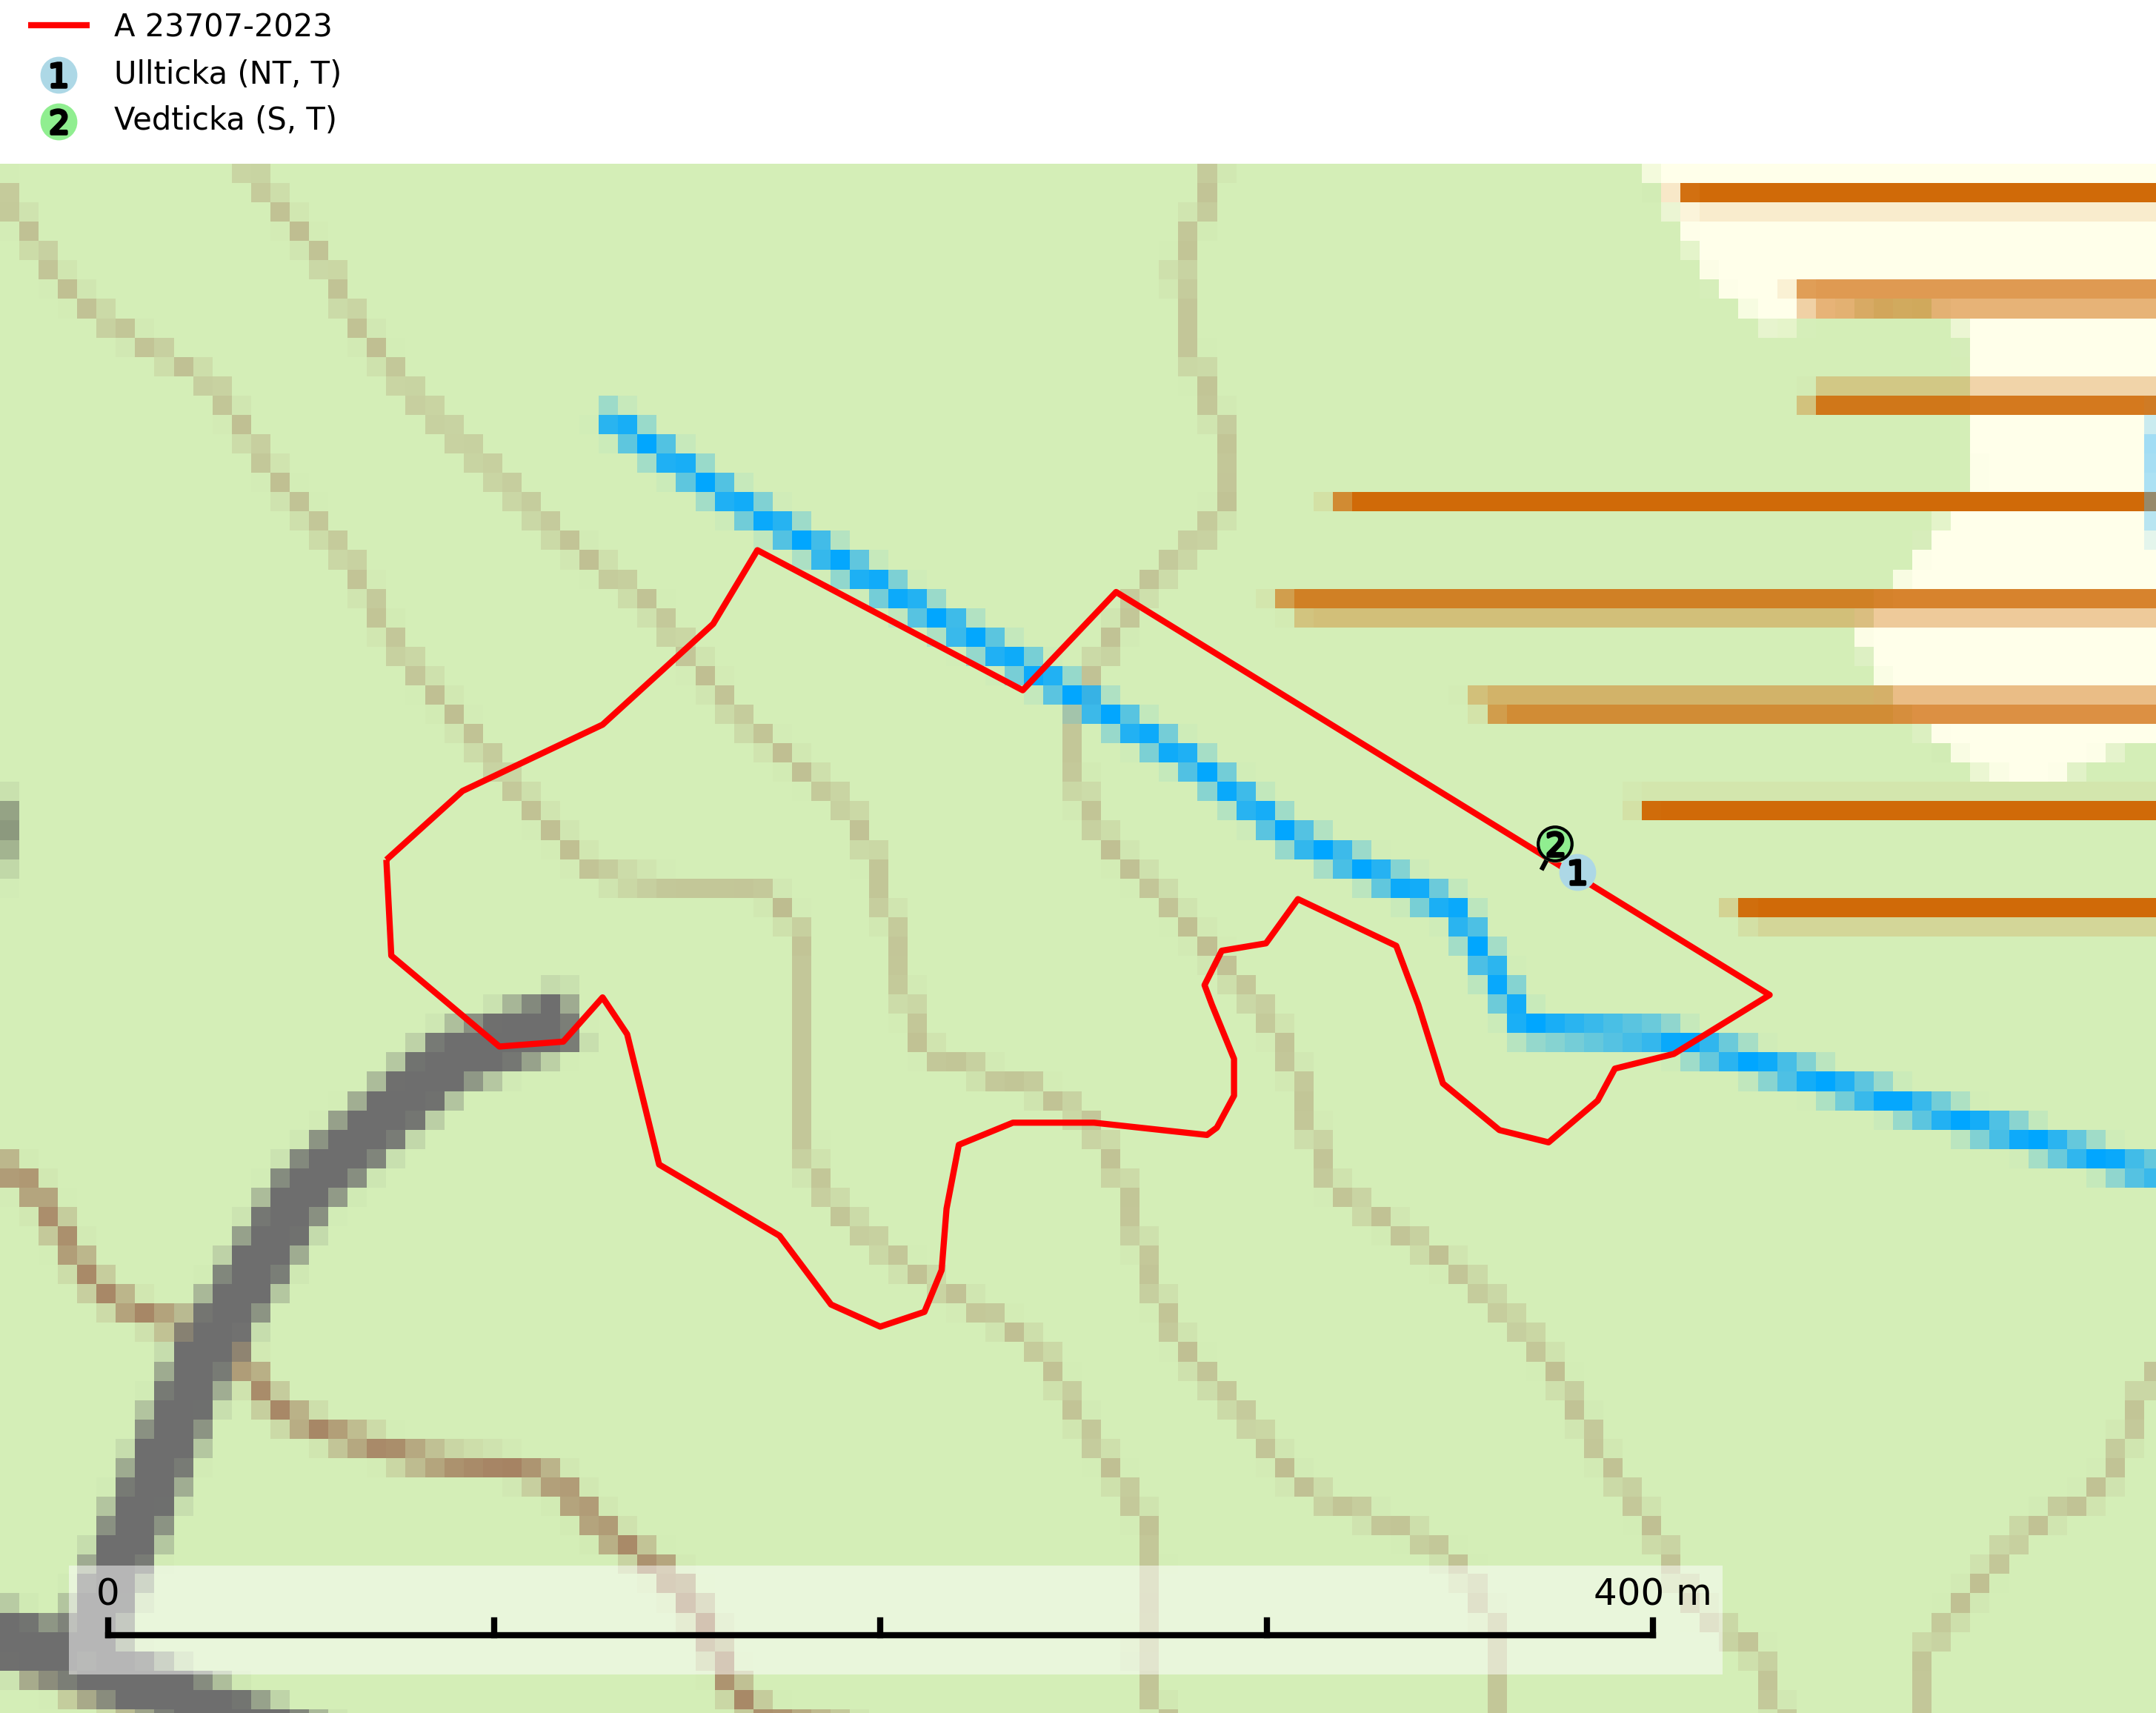 A 23707-2023
1 Ullticka (NT, T)
2 Vedticka (S, T)
2
1
0 400 m